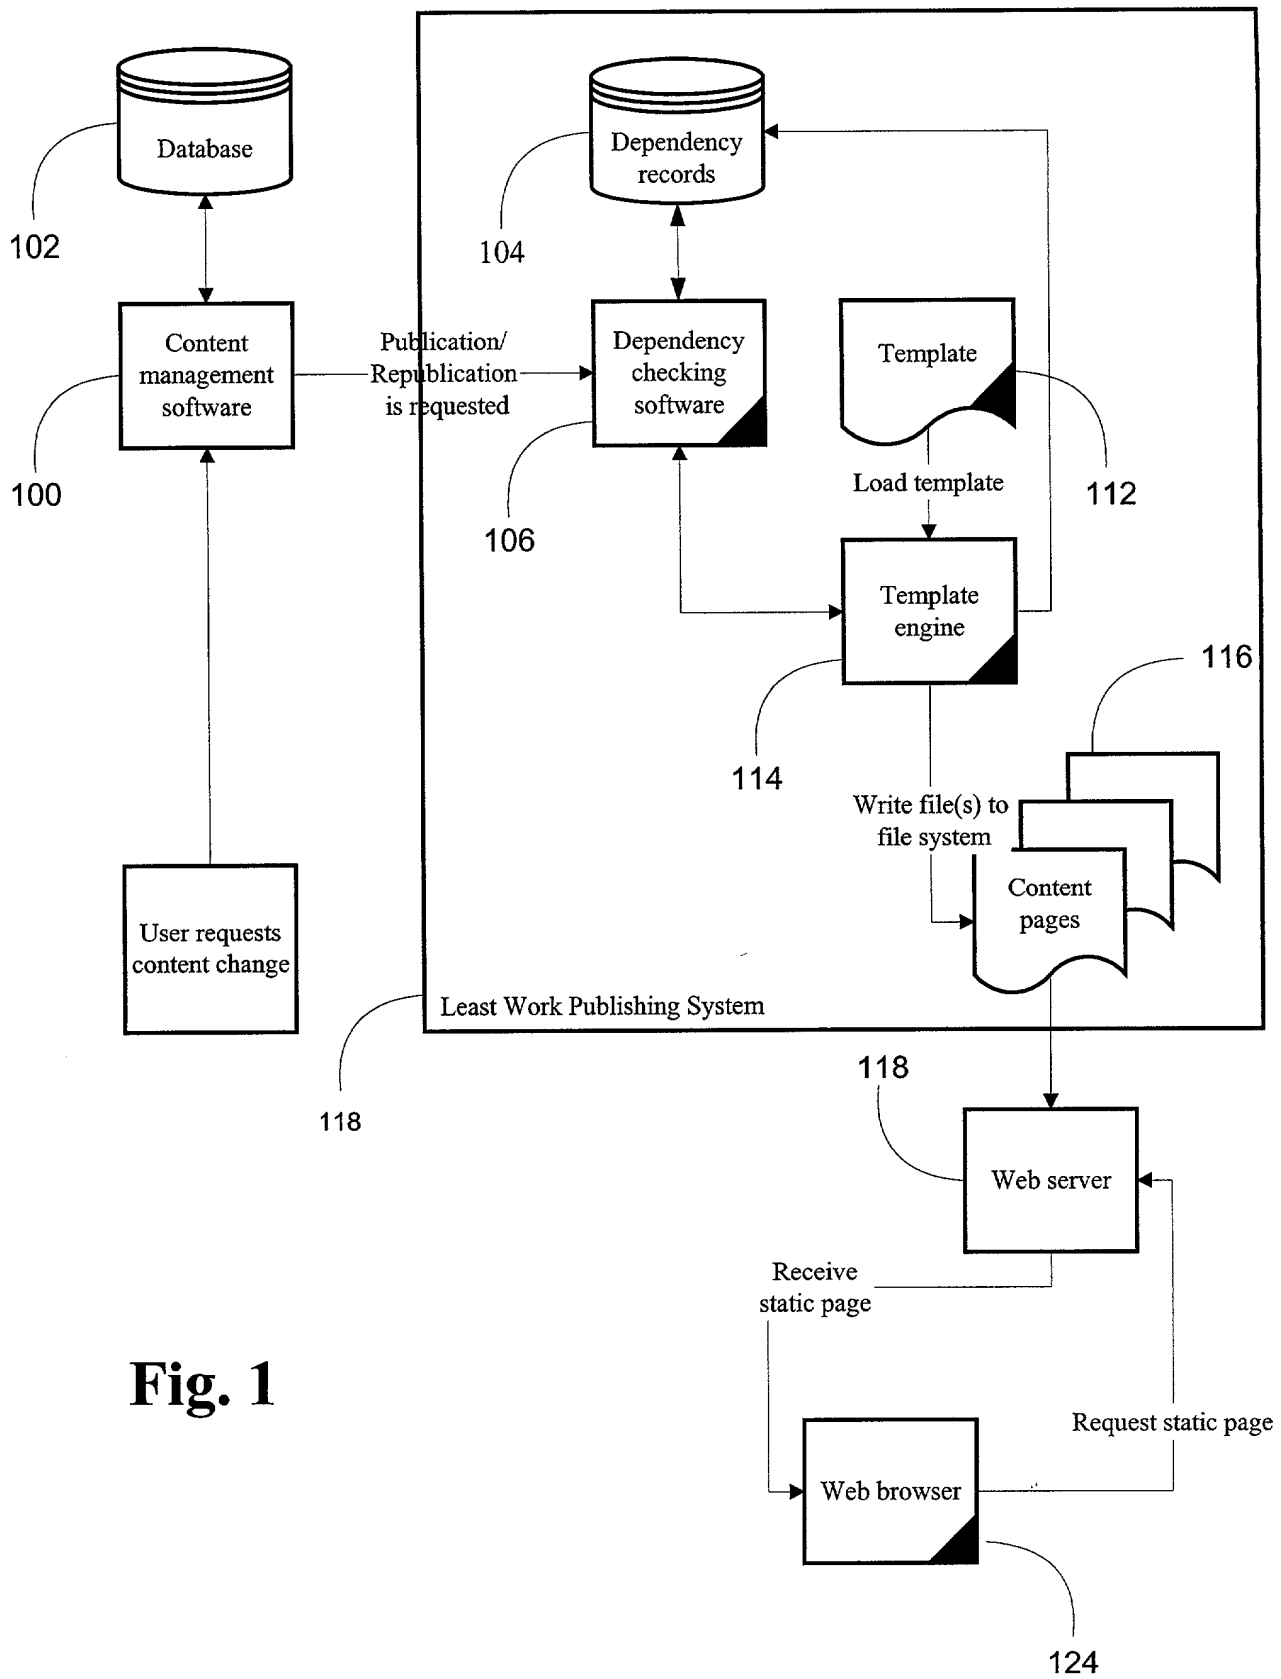 Database
102
Dependency
records
104
Content
management
software
100
Publication/
Republication
is requested
Dependency
checking
software
106
Template
112
Load template
Template
engine
114
116
Write file(s) to
file system
Content
pages
User requests
content change
Least Work Publishing System
118
118
Web server
Receive
static page
Request static page
Fig. 1
Web browser
124